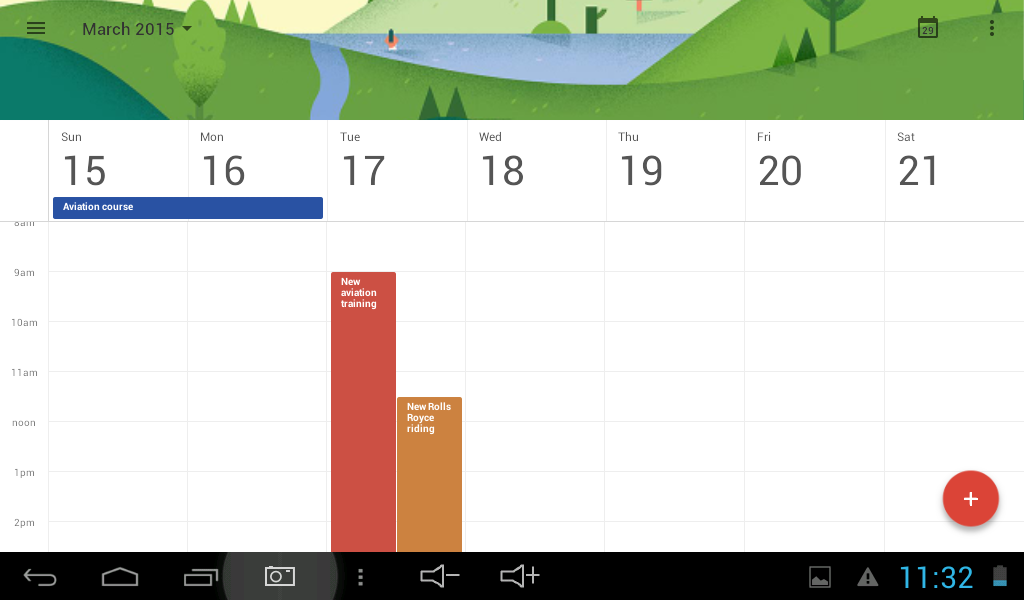 March 2015
29
Sun
Mon
Tue
Wed
Thu
Fri
Sat
15
16
17
18
19
20
21
Aviation course
8am
9am
10am
11am
noon
1pm
2pm
New
aviation
training
New Rolls
Royce
riding
+
11:32